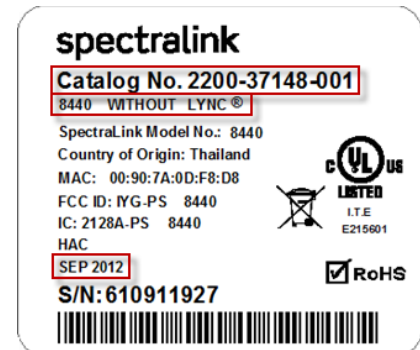 spectralink
Catalog No. 2200-37148-001
8440 WITHOUT LYNC ®
SpectraLink Model No.: 8440
Country of Origin: Thailand
MAC: 00:90:7A:0D:F8:D8
FCC ID: IYG-PS 8440
IC: 2128A-PS 8440
HAC
SEP 2012
S/N: 610911927
C UL US
LISTED
I.T.E
E215601
RoHS